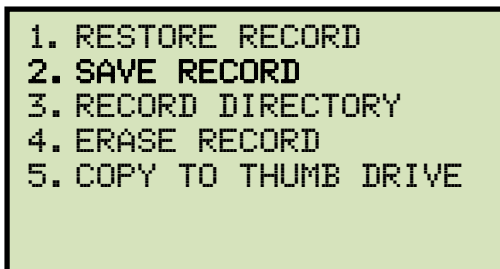 1. RESTORE RECORD
2. SAVE RECORD
3. RECORD DIRECTORY
4. ERASE RECORD
5. COPY TO THUMB DRIVE